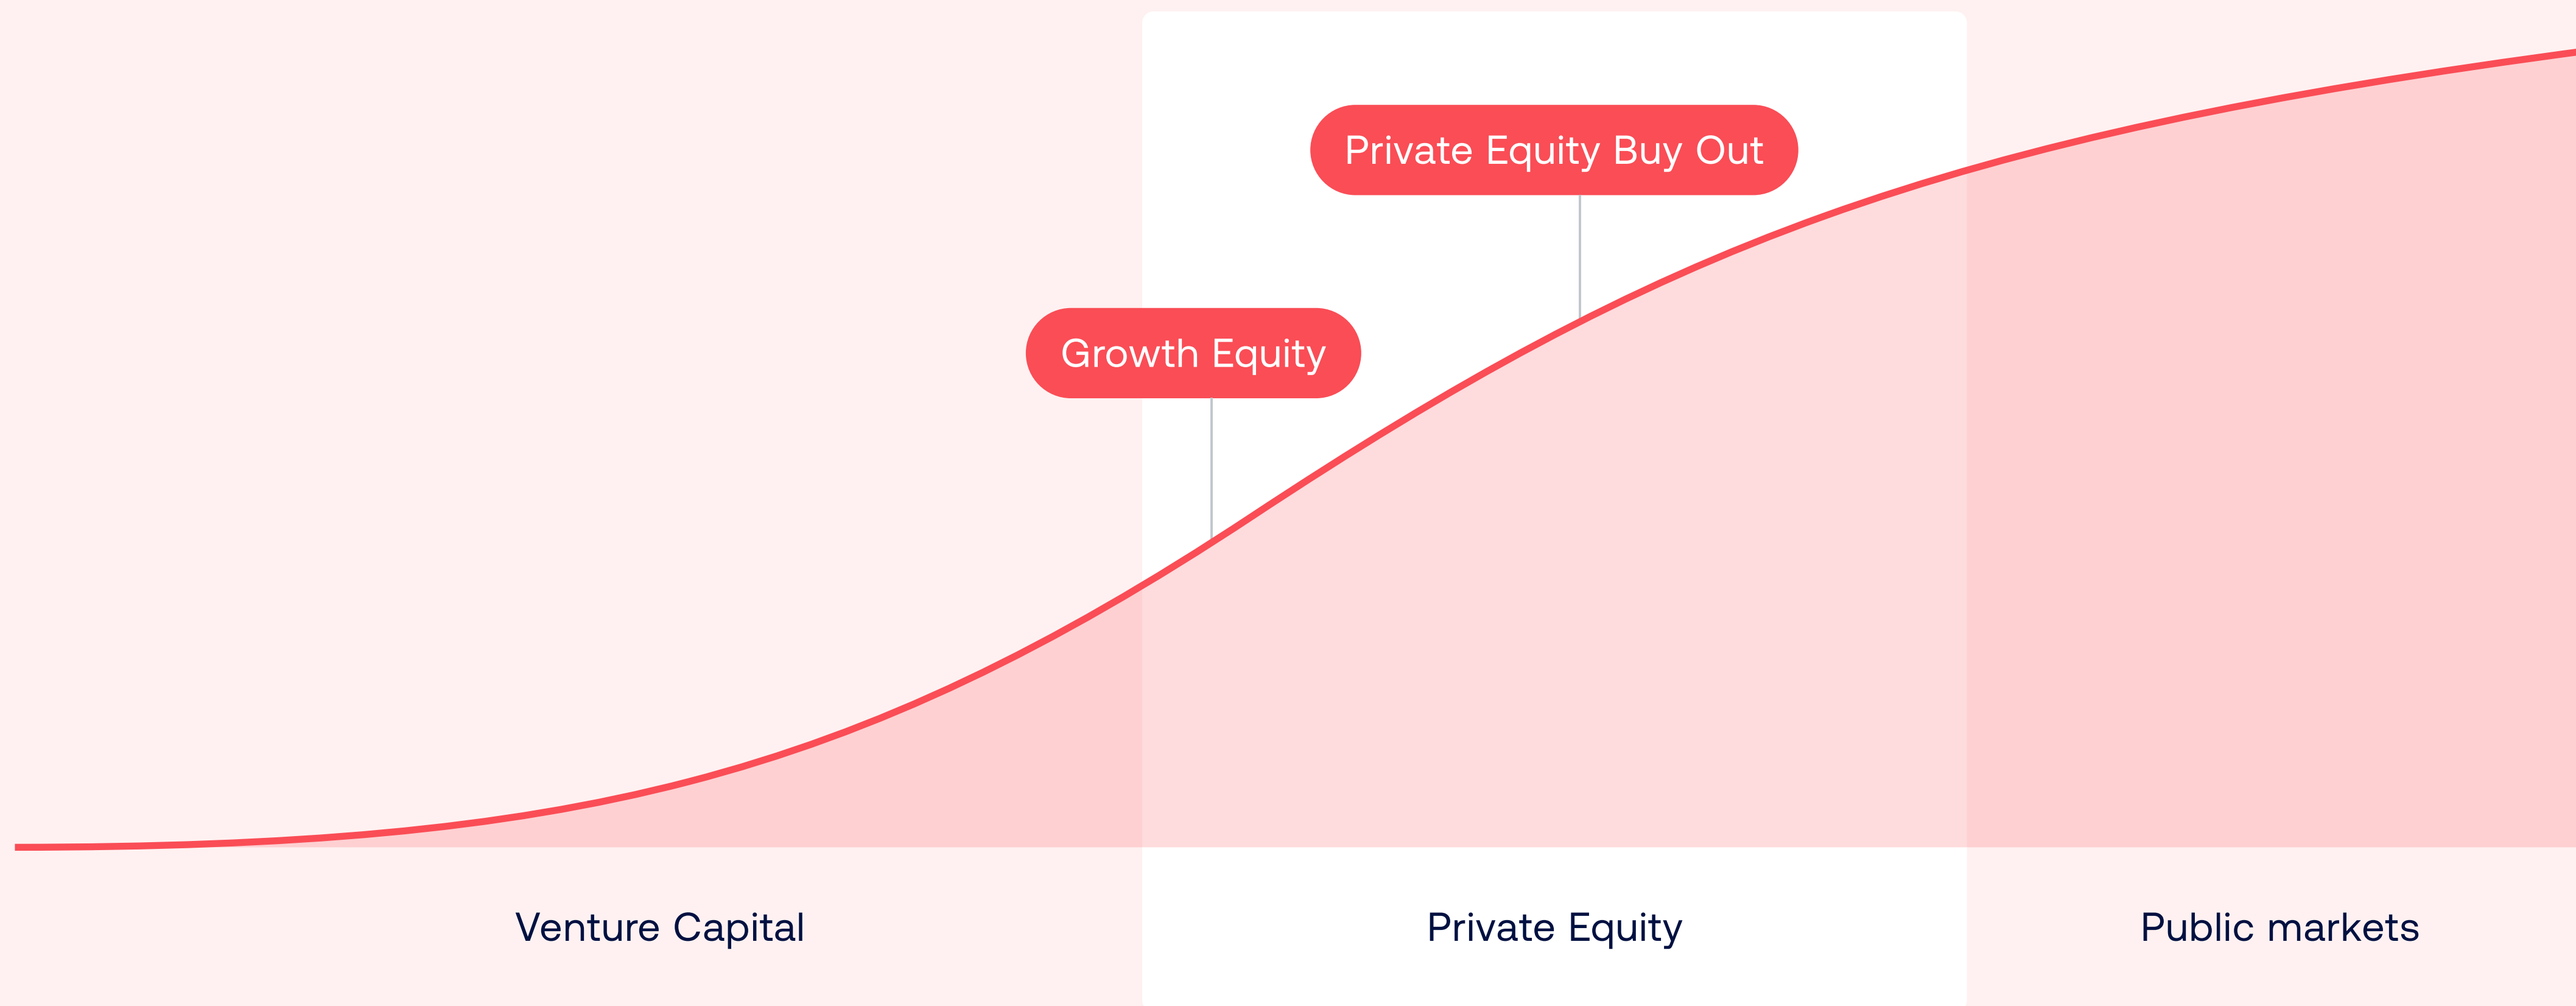 Private Equity Buy Out
Growth Equity
Venture Capital
Private Equity
Public markets